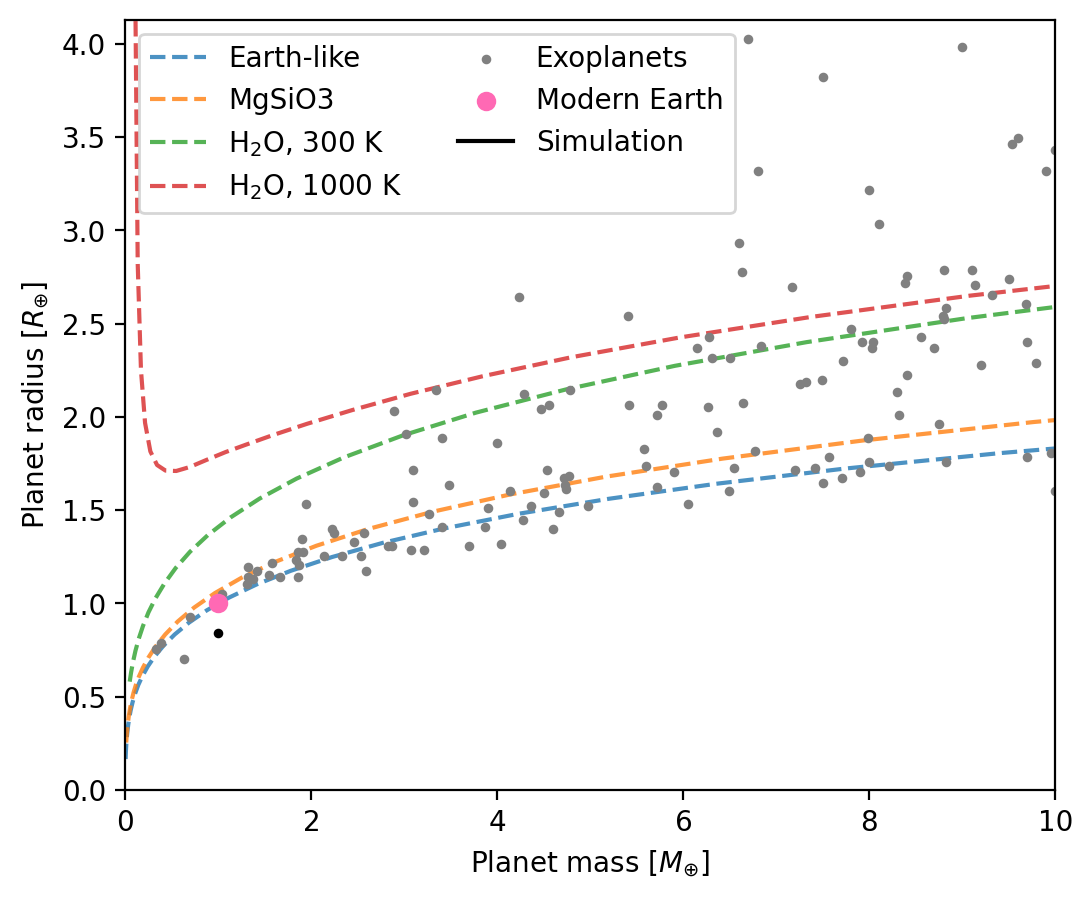 4.0
3.5
3.0
2.5
2.0
1.5
1.0
0.5
0.0
Planet radius [R⊕]
Earth-like
MgSiO3
H₂O, 300 K
H₂O, 1000 K
Exoplanets
Modern Earth
Simulation
0 2 4 6 8 10
Planet mass [M⊕]